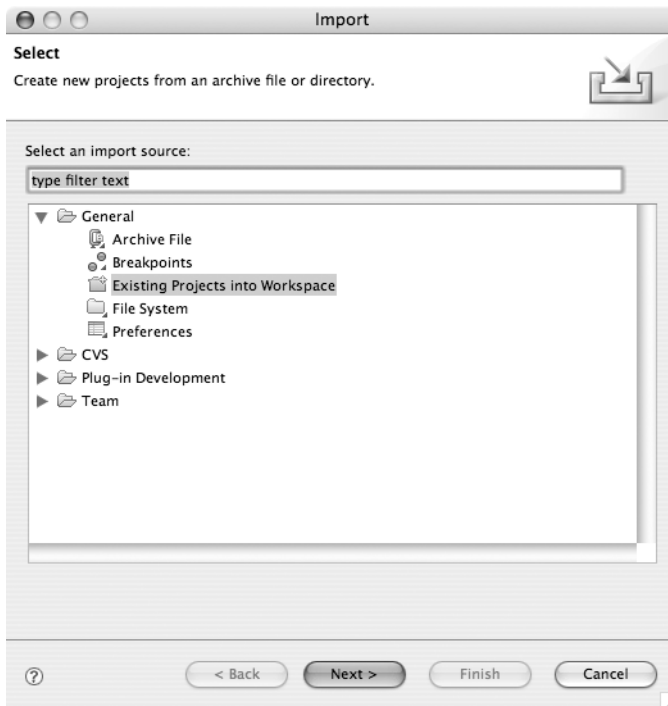 Import
Select
Create new projects from an archive file or directory.
Select an import source:
type filter text
General
Archive File
Breakpoints
Existing Projects into Workspace
File System
Preferences
CVS
Plug-in Development
Team
?
< Back
Next >
Finish
Cancel